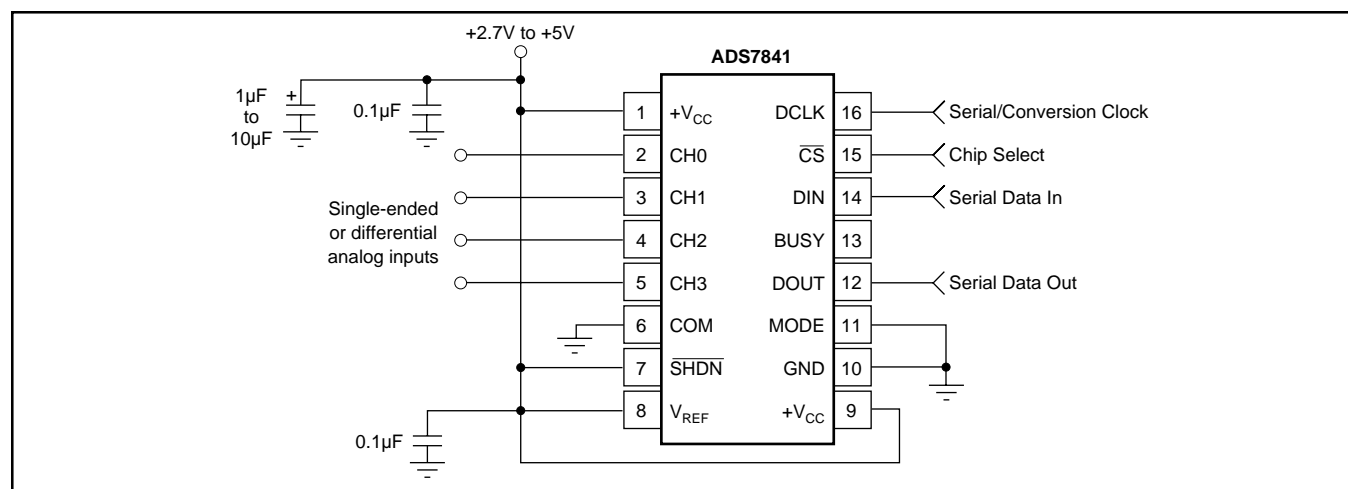 +2.7V to +5V
ADS7841
1µF
to
10µF
+
0.1µF
1 +VCC DCLK 16 Serial/Conversion Clock
2 CH0 CS 15 Chip Select
3 CH1 DIN 14 Serial Data In
Single-ended
or differential
analog inputs
4 CH2 BUSY 13
5 CH3 DOUT 12 Serial Data Out
6 COM MODE 11
7 SHDN GND 10
8 VREF +VCC 9
0.1µF